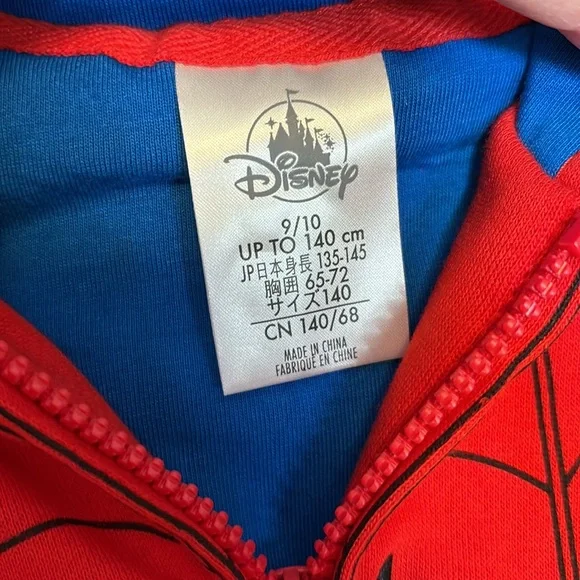 Disney
9/10
UP TO 140 cm
JP日本身長 135-145
胸囲 65-72
サイズ140
CN 140/68
MADE IN CHINA
FABRIQUÉ EN CHINE